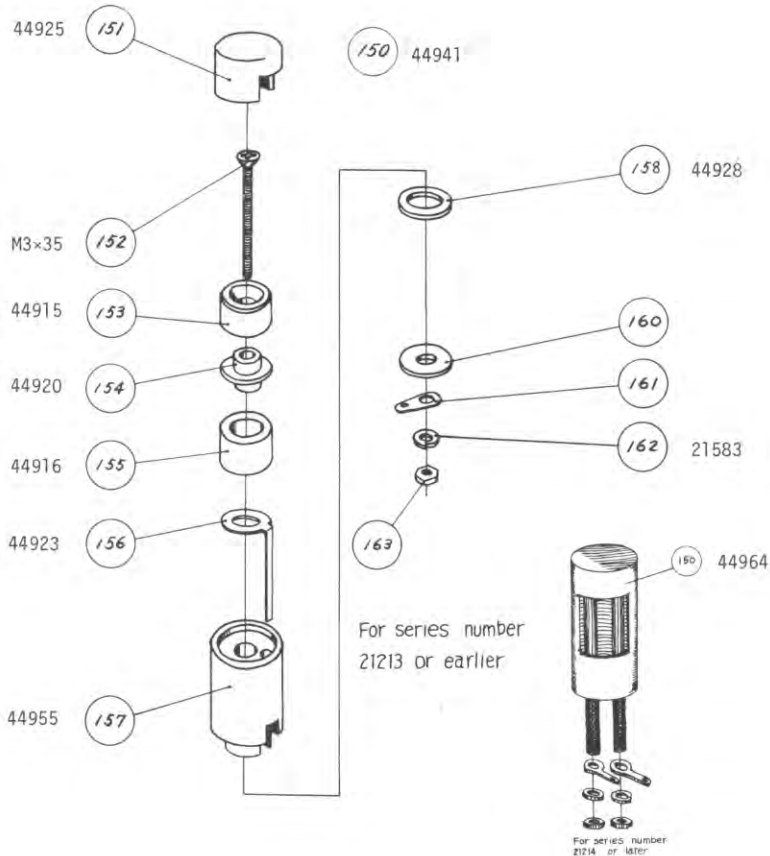 44925 151
150 44941
158 44928
M3×35 152
44915 153
160
44920 154
161
162 21583
44916 155
44923 156
163
150 44964
For series number
21213 or earlier
44955 157
For series number
21214 or later